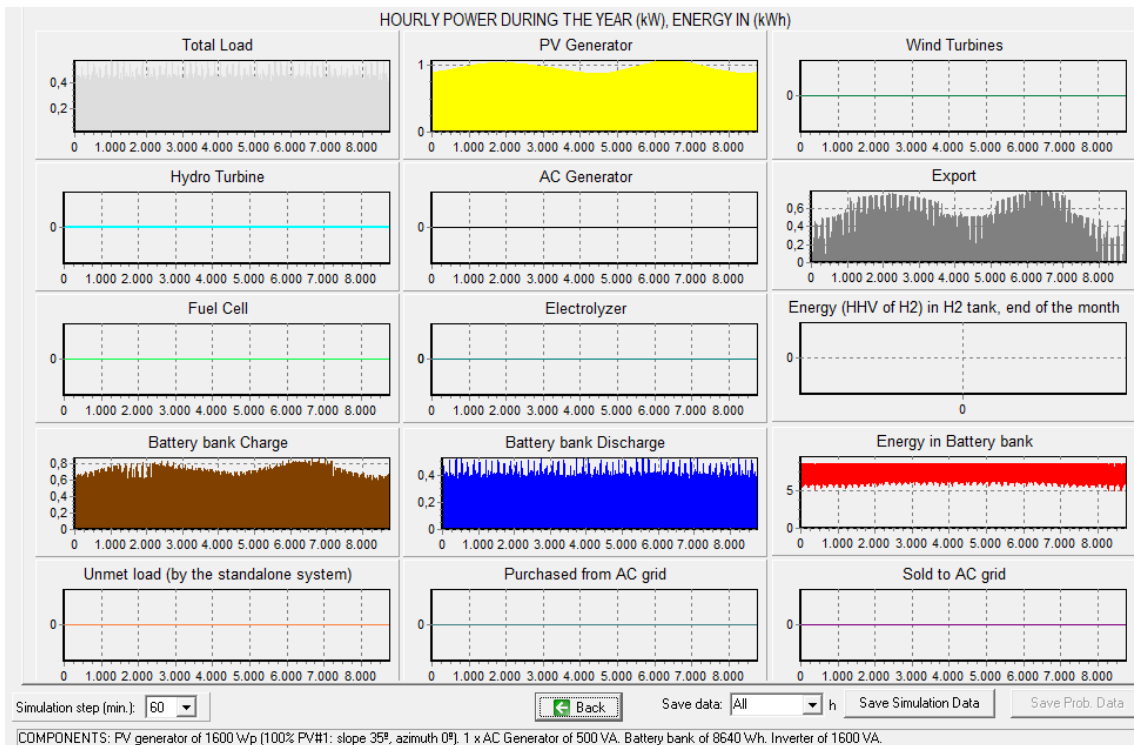 HOURLY POWER DURING THE YEAR (kW), ENERGY IN (kWh)
Total Load
0,4
0,2
0 1.000 2.000 3.000 4.000 5.000 6.000 7.000 8.000
PV Generator
1
0
0 1.000 2.000 3.000 4.000 5.000 6.000 7.000 8.000
Wind Turbines
0
0 1.000 2.000 3.000 4.000 5.000 6.000 7.000 8.000
Hydro Turbine
0
0 1.000 2.000 3.000 4.000 5.000 6.000 7.000 8.000
AC Generator
0
0 1.000 2.000 3.000 4.000 5.000 6.000 7.000 8.000
Export
0,6
0,4
0,2
0
0 1.000 2.000 3.000 4.000 5.000 6.000 7.000 8.000
Fuel Cell
0
0 1.000 2.000 3.000 4.000 5.000 6.000 7.000 8.000
Electrolyzer
0
0 1.000 2.000 3.000 4.000 5.000 6.000 7.000 8.000
Energy (HHV of H2) in H2 tank, end of the month
0
0
Battery bank Charge
0,8
0,6
0,4
0,2
0
0 1.000 2.000 3.000 4.000 5.000 6.000 7.000 8.000
Battery bank Discharge
0,4
0,2
0
0 1.000 2.000 3.000 4.000 5.000 6.000 7.000 8.000
Energy in Battery bank
5
0
0 1.000 2.000 3.000 4.000 5.000 6.000 7.000 8.000
Unmet load (by the standalone system)
0
0 1.000 2.000 3.000 4.000 5.000 6.000 7.000 8.000
Purchased from AC grid
0
0 1.000 2.000 3.000 4.000 5.000 6.000 7.000 8.000
Sold to AC grid
0
0 1.000 2.000 3.000 4.000 5.000 6.000 7.000 8.000
Simulation step (min.): 60 Back Save data: All h Save Simulation Data Save Prob. Data
COMPONENTS: PV generator of 1600 Wp (100% PV#1: slope 35º, azimuth 0º). 1 x AC Generator of 500 VA. Battery bank of 8640 Wh. Inverter of 1600 VA.